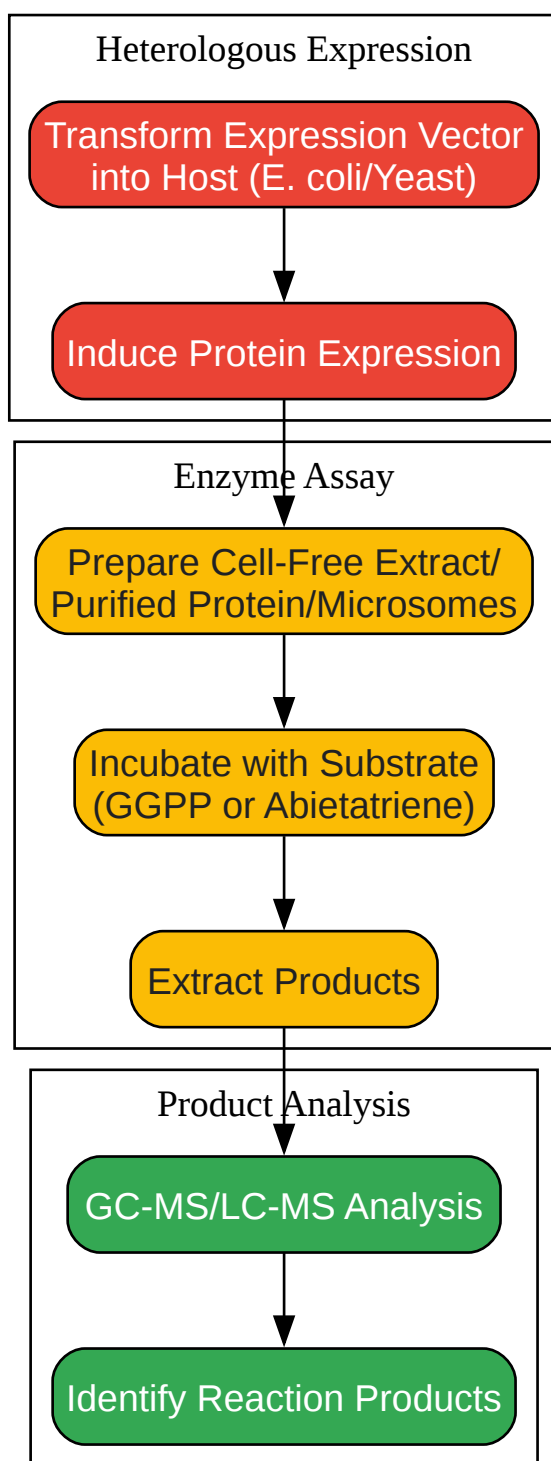 Heterologous Expression
Transform Expression Vector
into Host (E. coli/Yeast)
Induce Protein Expression
Enzyme Assay
Prepare Cell-Free Extract/
Purified Protein/Microsomes
Incubate with Substrate
(GGPP or Abietatriene)
Extract Products
Product Analysis
GC-MS/LC-MS Analysis
Identify Reaction Products